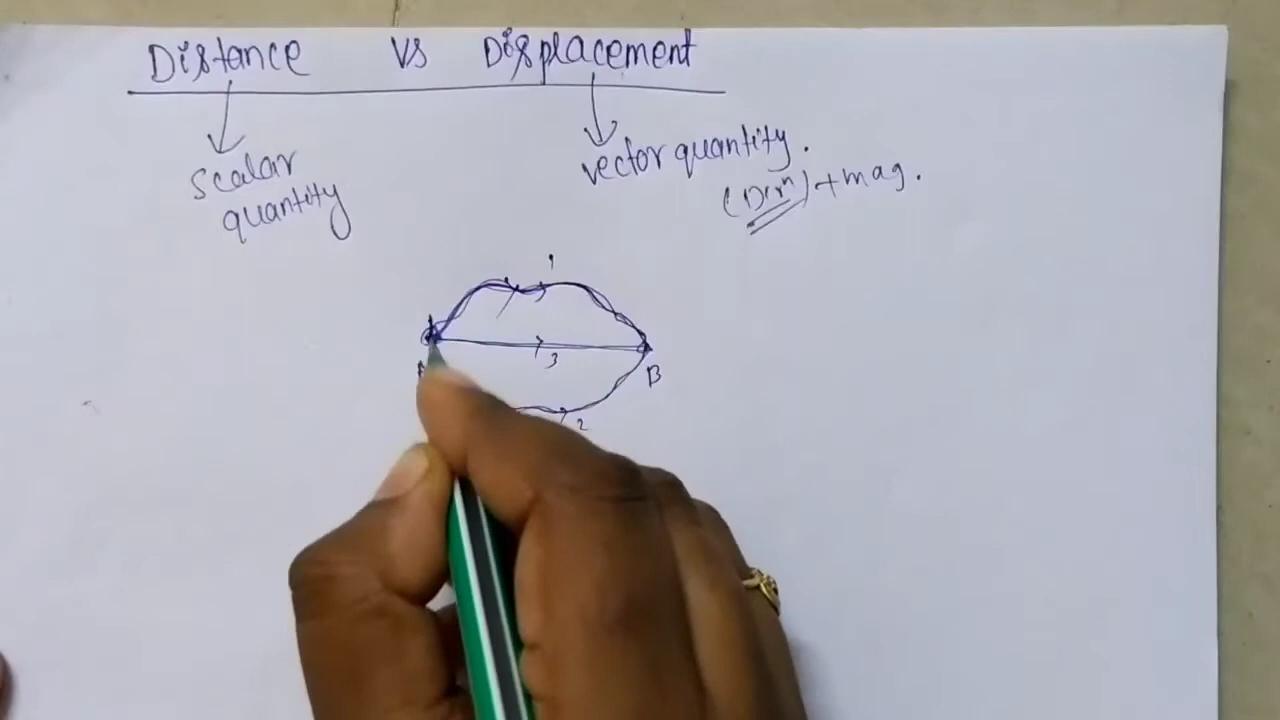 Distance vs Displacement
scalar
quantity
vector quantity.
(Dirⁿ) + mag.
1
3
B
2